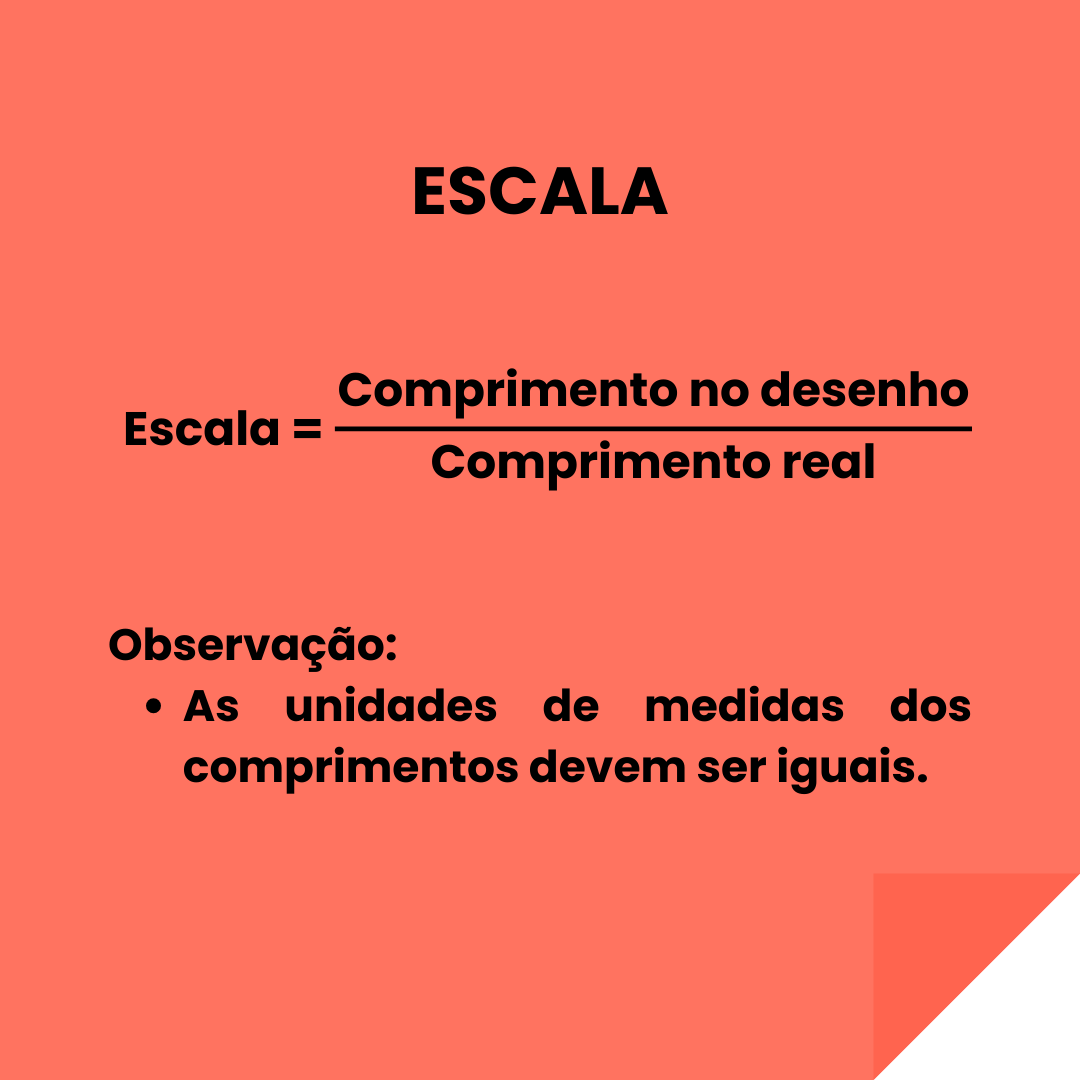 ESCALA
Escala = Comprimento no desenho
Comprimento real
Observação:
• As unidades de medidas dos
comprimentos devem ser iguais.